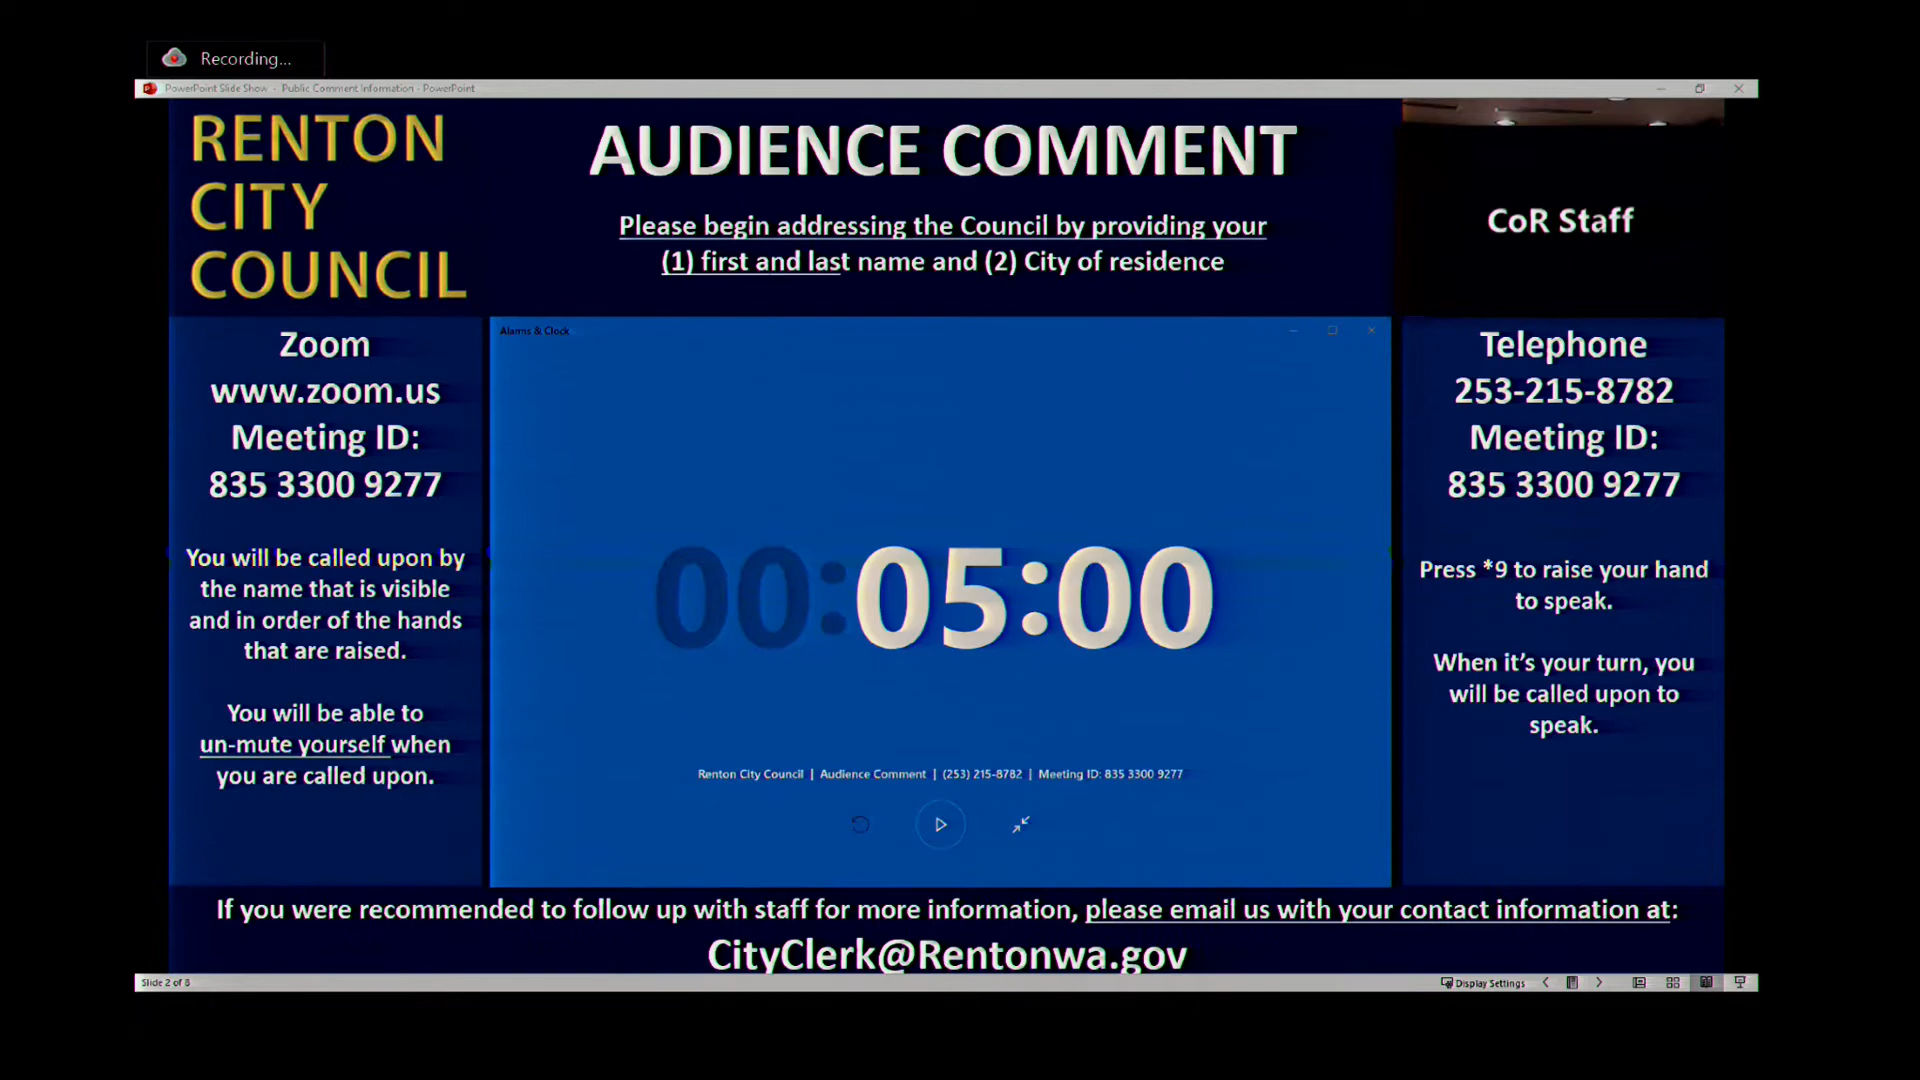 Recording...
PowerPoint Slide Show - Public Comment Information - PowerPoint
RENTON
CITY
COUNCIL
AUDIENCE COMMENT
Please begin addressing the Council by providing your
(1) first and last name and (2) City of residence
CoR Staff
Zoom
www.zoom.us
Meeting ID:
835 3300 9277
You will be called upon by
the name that is visible
and in order of the hands
that are raised.
You will be able to
un-mute yourself when
you are called upon.
Alarms & Clock
00:05:00
Renton City Council | Audience Comment | (253) 215-8782 | Meeting ID: 835 3300 9277
Telephone
253-215-8782
Meeting ID:
835 3300 9277
Press *9 to raise your hand
to speak.
When it's your turn, you
will be called upon to
speak.
If you were recommended to follow up with staff for more information, please email us with your contact information at:
CityClerk@Rentonwa.gov
Slide 2 of 8
Display Settings